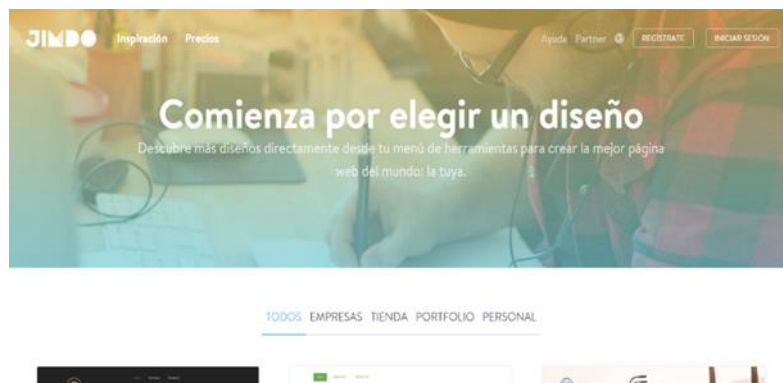 JIMDO Inspiración Precios Ayuda Partner REGÍSTRATE INICIAR SESIÓN
Comienza por elegir un diseño
Descubre más diseños directamente desde tu menú de herramientas para crear la mejor página
web del mundo: la tuya.
TODOS EMPRESAS TIENDA PORTFOLIO PERSONAL